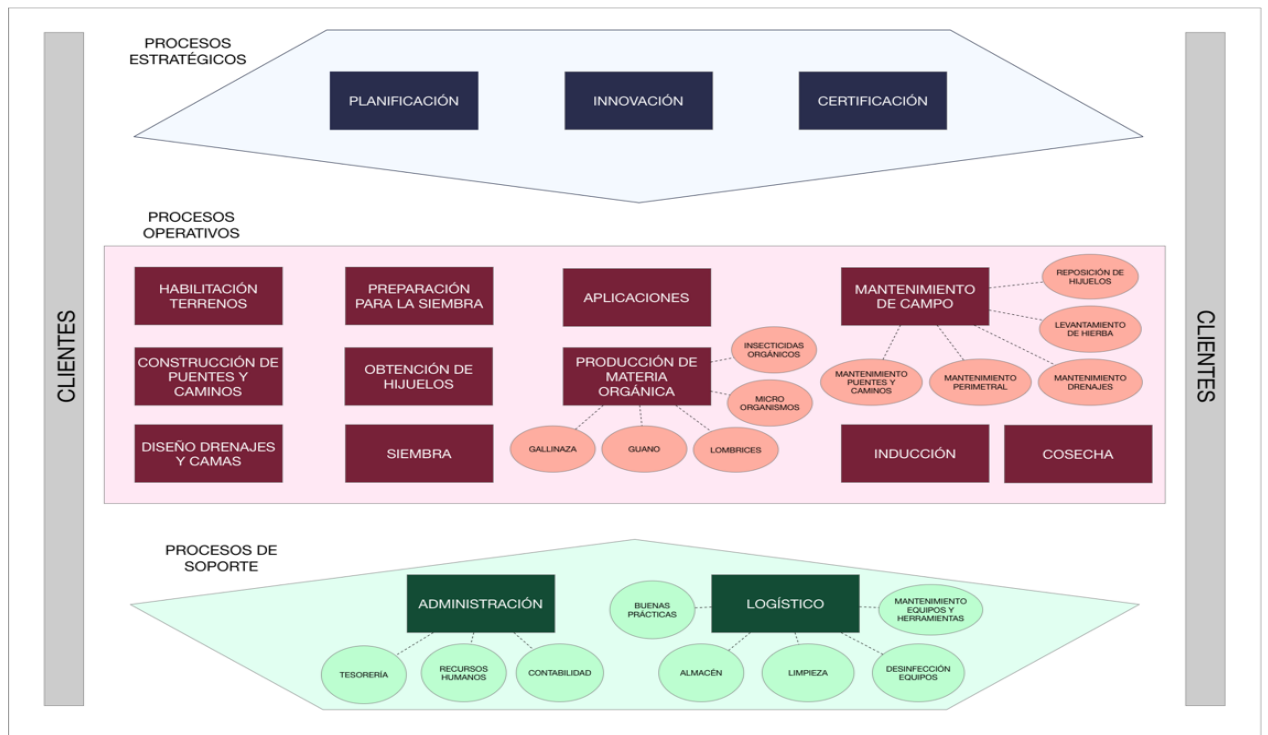 PROCESOS
ESTRATÉGICOS
PLANIFICACIÓN
INNOVACIÓN
CERTIFICACIÓN
CLIENTES
CLIENTES
PROCESOS
OPERATIVOS
HABILITACIÓN
TERRENOS
PREPARACIÓN
PARA LA SIEMBRA
APLICACIONES
MANTENIMIENTO
DE CAMPO
REPOSICIÓN DE
HIJUELOS
LEVANTAMIENTO
DE HIERBA
MANTENIMIENTO
PUENTES Y
CAMINOS
MANTENIMIENTO
PERIMETRAL
MANTENIMIENTO
DRENAJES
CONSTRUCCIÓN DE
PUENTES Y
CAMINOS
OBTENCIÓN DE
HIJUELOS
PRODUCCIÓN DE
MATERIA
ORGÁNICA
INSECTICIDAS
ORGÁNICOS
MICRO
ORGANISMOS
GALLINAZA
GUANO
LOMBRICES
DISEÑO DRENAJES
Y CAMAS
SIEMBRA
INDUCCIÓN
COSECHA
PROCESOS DE
SOPORTE
ADMINISTRACIÓN
TESORERÍA
RECURSOS
HUMANOS
CONTABILIDAD
LOGÍSTICO
BUENAS
PRÁCTICAS
MANTENIMIENTO
EQUIPOS Y
HERRAMIENTAS
ALMACÉN
LIMPIEZA
DESINFECCIÓN
EQUIPOS